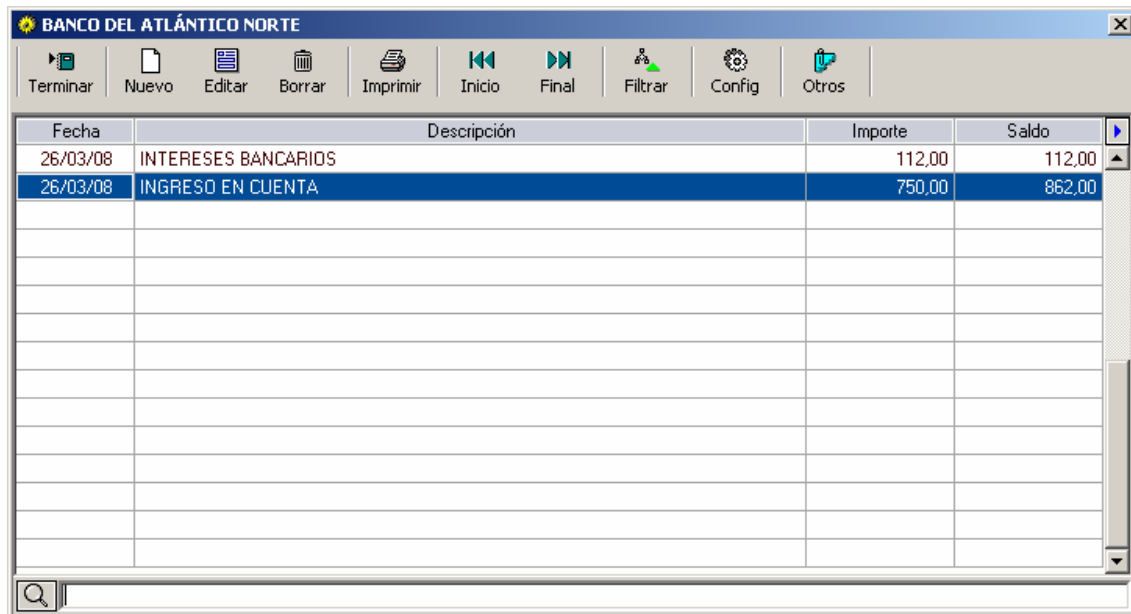 BANCO DEL ATLÁNTICO NORTE
Terminar Nuevo Editar Borrar Imprimir Inicio Final Filtrar Config Otros
Fecha Descripción Importe Saldo
26/03/08 INTERESES BANCARIOS 112,00 112,00
26/03/08 INGRESO EN CUENTA 750,00 862,00